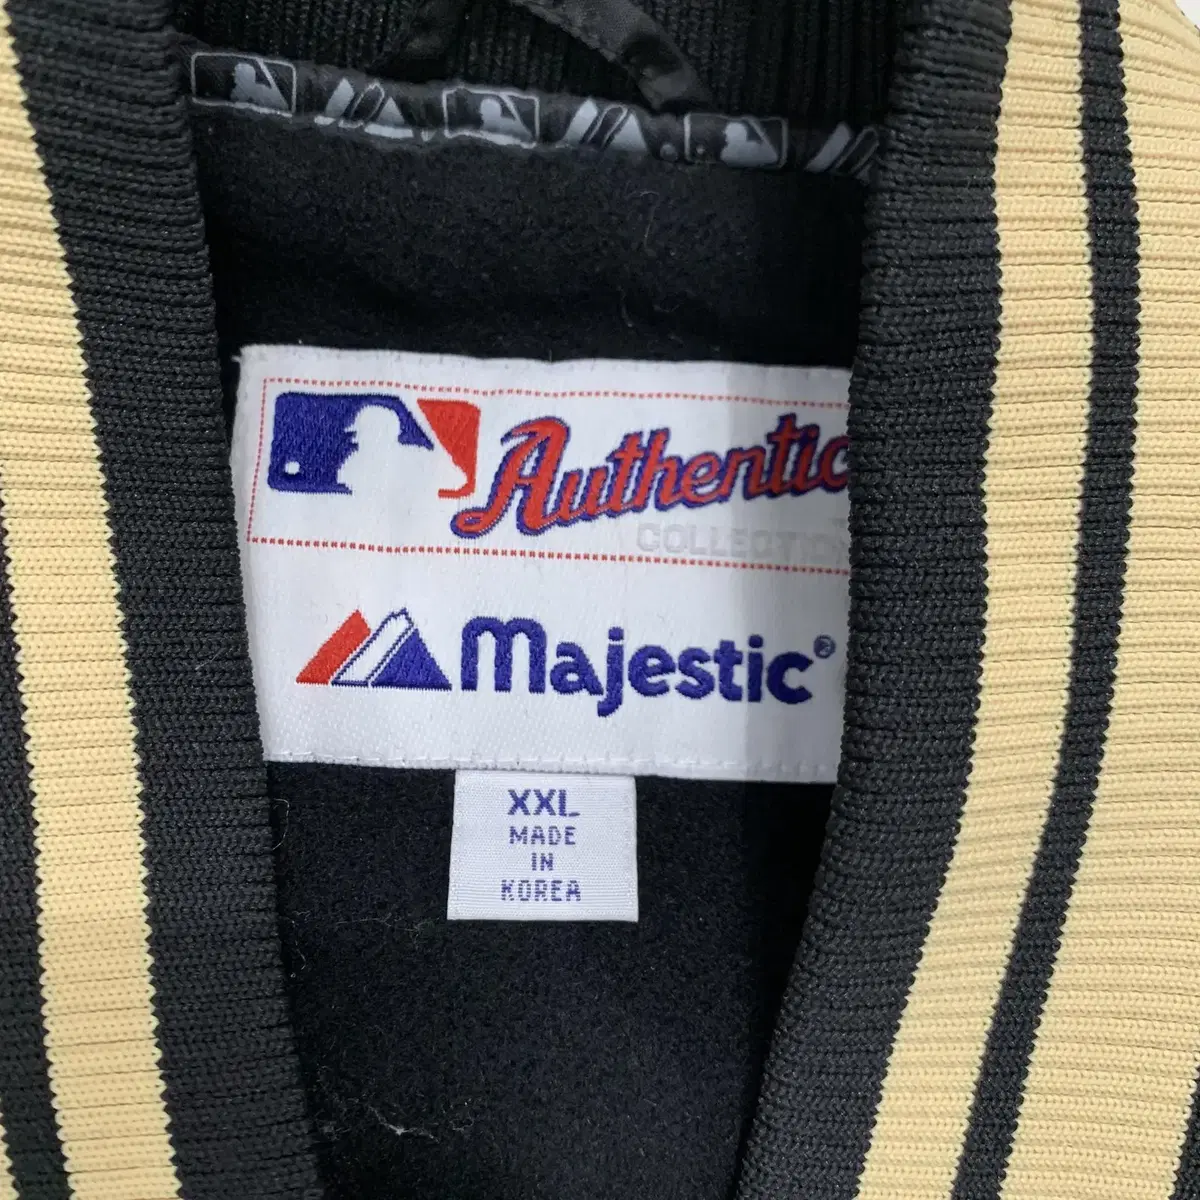 Authentic
COLLECTION
Majestic®
XXL
MADE
IN
KOREA